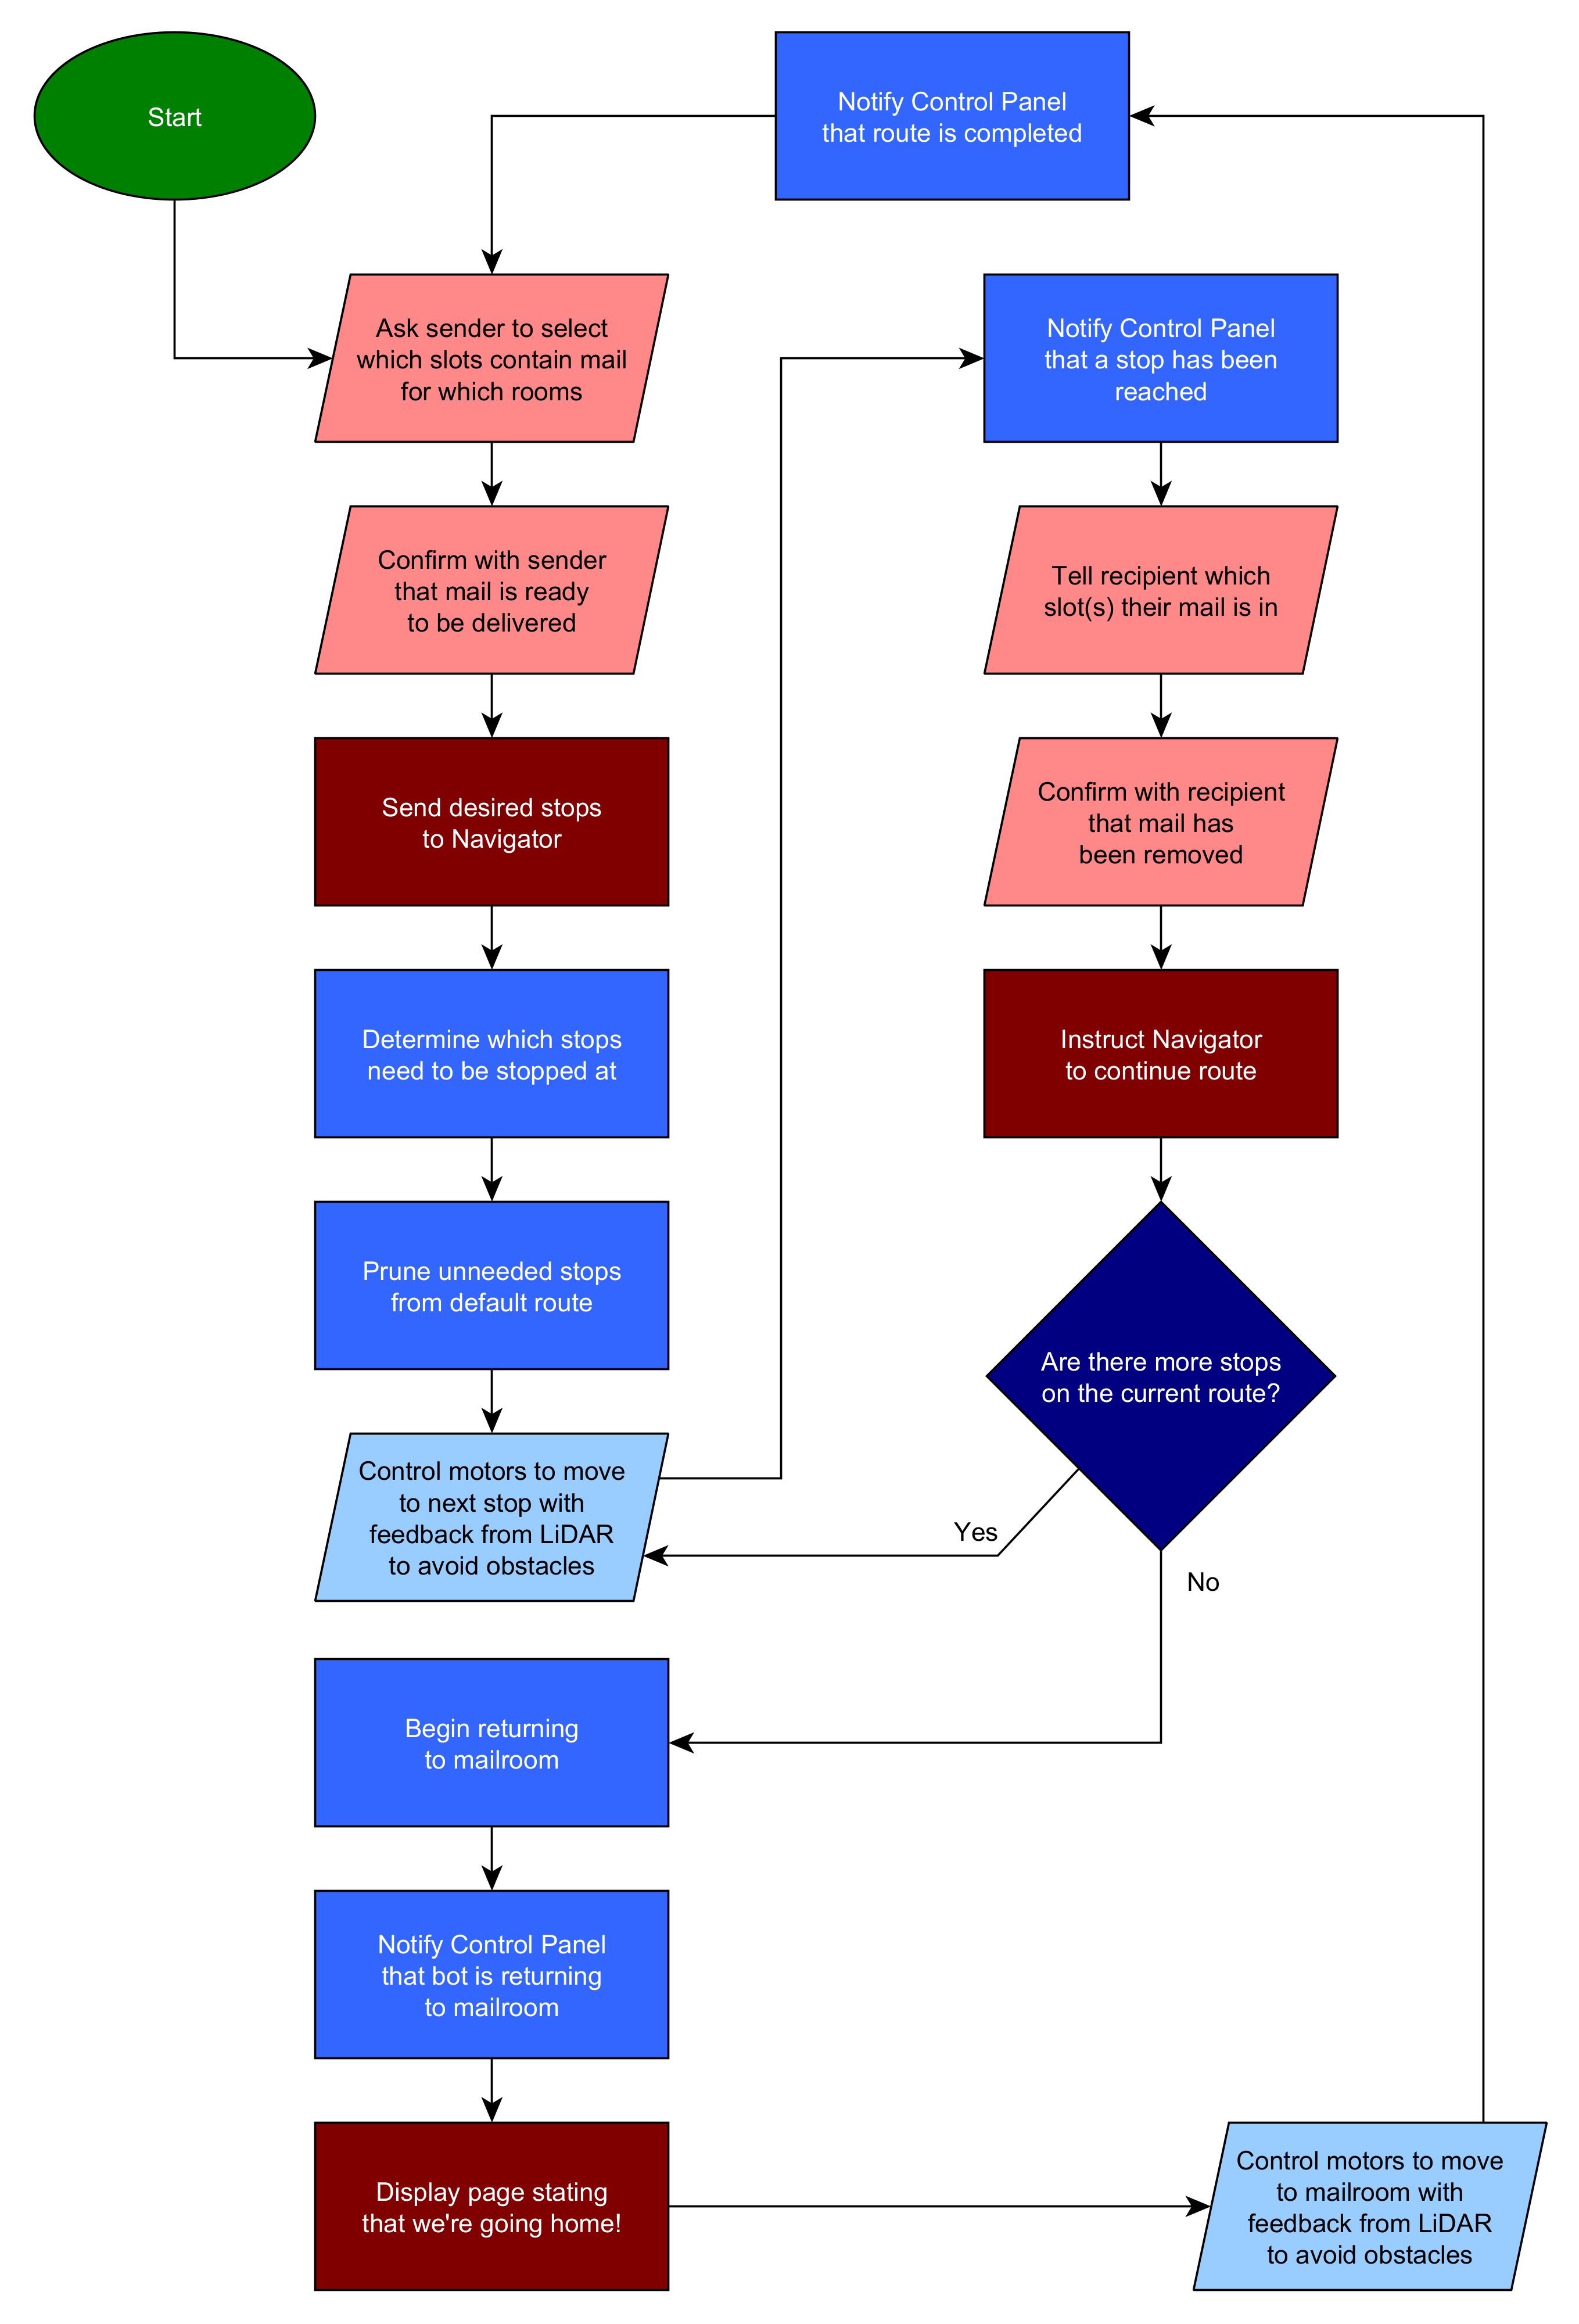 Start
Notify Control Panel
that route is completed
Ask sender to select
which slots contain mail
for which rooms
Notify Control Panel
that a stop has been
reached
Confirm with sender
that mail is ready
to be delivered
Tell recipient which
slot(s) their mail is in
Send desired stops
to Navigator
Confirm with recipient
that mail has
been removed
Determine which stops
need to be stopped at
Instruct Navigator
to continue route
Prune unneeded stops
from default route
Are there more stops
on the current route?
Control motors to move
to next stop with
feedback from LiDAR
to avoid obstacles
Yes
No
Begin returning
to mailroom
Notify Control Panel
that bot is returning
to mailroom
Display page stating
that we're going home!
Control motors to move
to mailroom with
feedback from LiDAR
to avoid obstacles